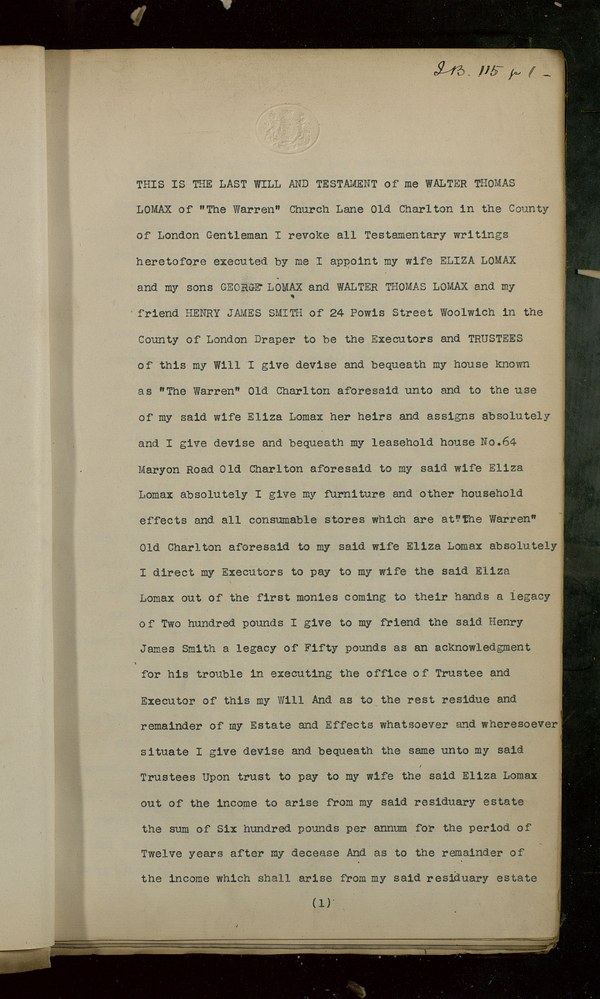 115
THIS IS THE LAST WILL AND TESTAMENT of me WALTER THOMAS
LOMAX of "The Warren" Church Lane Old Charlton in the County
of London Gentleman I revoke all Testamentary writings
heretofore executed by me I appoint my wife ELIZA LOMAX
and my sons GEORGE LOMAX and WALTER THOMAS LOMAX and my
friend HENRY JAMES SMITH of 24 Powis Street Woolwich in the
County of London Draper to be the Executors and TRUSTEES
of this my Will I give devise and bequeath my house known
as "The Warren" Old Charlton aforesaid unto and to the use
of my said wife Eliza Lomax her heirs and assigns absolutely
and I give devise and bequeath my leasehold house No.64
Maryon Road Old Charlton aforesaid to my said wife Eliza
Lomax absolutely I give my furniture and other household
effects and all consumable stores which are at"The Warren"
Old Charlton aforesaid to my said wife Eliza Lomax absolutely
I direct my Executors to pay to my wife the said Eliza
Lomax out of the first monies coming to their hands a legacy
of Two hundred pounds I give to my friend the said Henry
James Smith a legacy of Fifty pounds as an acknowledgment
for his trouble in executing the office of Trustee and
Executor of this my Will And as to the rest residue and
remainder of my Estate and Effects whatsoever and wheresoever
situate I give devise and bequeath the same unto my said
Trustees Upon trust to pay to my wife the said Eliza Lomax
out of the income to arise from my said residuary estate
the sum of Six hundred pounds per annum for the period of
Twelve years after my decease And as to the remainder of
the income which shall arise from my said residuary estate
(1)